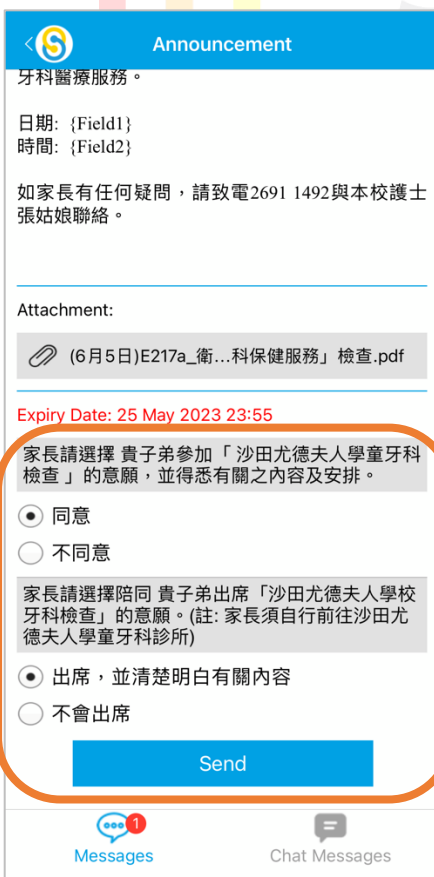 Announcement
牙科醫療服務。
日期: {Field1}
時間: {Field2}
如家長有任何疑問，請致電2691 1492與本校護士
張姑娘聯絡。
Attachment:
(6月5日)E217a_衞...科保健服務」檢查.pdf
Expiry Date: 25 May 2023 23:55
家長請選擇 貴子弟參加「 沙田尤德夫人學童牙科
檢查 」的意願，並得悉有關之內容及安排。
同意
不同意
家長請選擇陪同 貴子弟出席「沙田尤德夫人學校
牙科檢查」的意願。(註: 家長須自行前往沙田尤
德夫人學童牙科診所)
出席，並清楚明白有關內容
不會出席
Send
1
Messages
Chat Messages